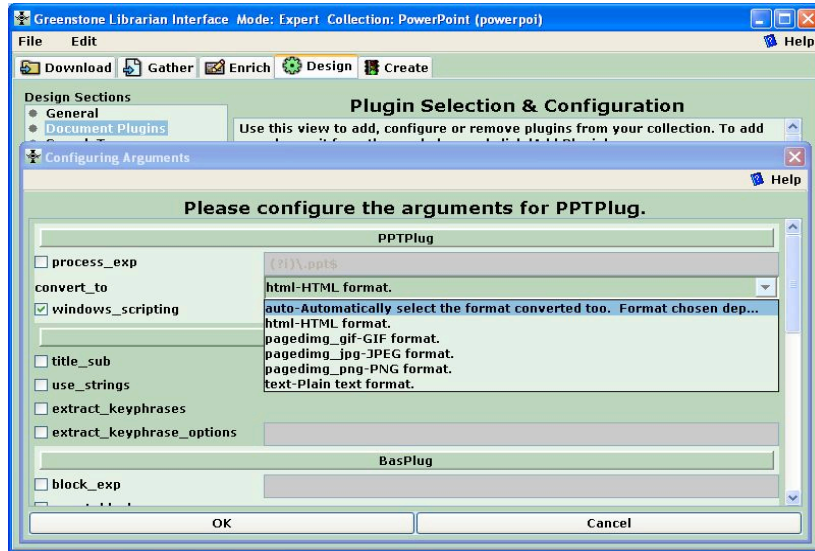 Greenstone Librarian Interface  Mode: Expert  Collection: PowerPoint (powerpoi)
File Edit Help
Download Gather Enrich Design Create
Design Sections
General
Document Plugins
Plugin Selection & Configuration
Use this view to add, configure or remove plugins from your collection. To add
Configuring Arguments
Help
Please configure the arguments for PPTPlug.
PPTPlug
process_exp (?i)\.ppt$
convert_to html-HTML format.
windows_scripting
auto-Automatically select the format converted too. Format chosen dep...
html-HTML format.
pagedimg_gif-GIF format.
pagedimg_jpg-JPEG format.
pagedimg_png-PNG format.
text-Plain text format.
title_sub
use_strings
extract_keyphrases
extract_keyphrase_options
BasPlug
block_exp
OK Cancel